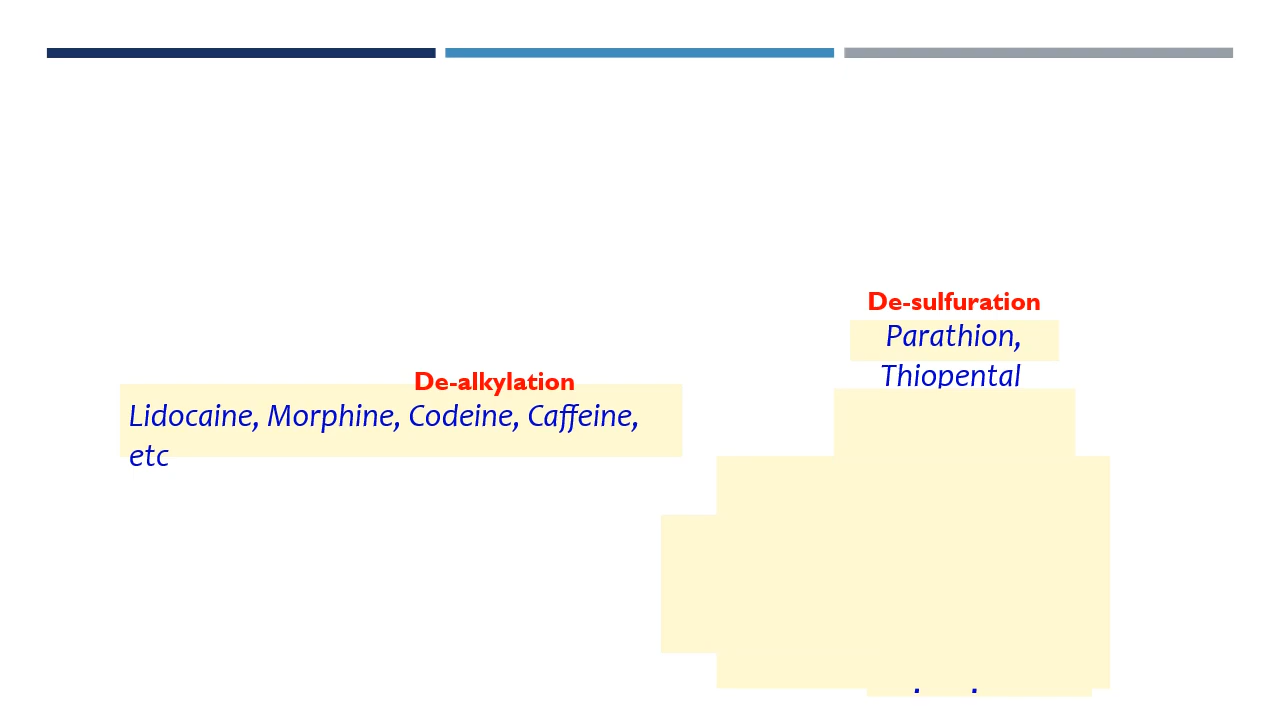 De-sulfuration
Parathion,
Thiopental
De-alkylation
Lidocaine, Morphine, Codeine, Caffeine,
etc